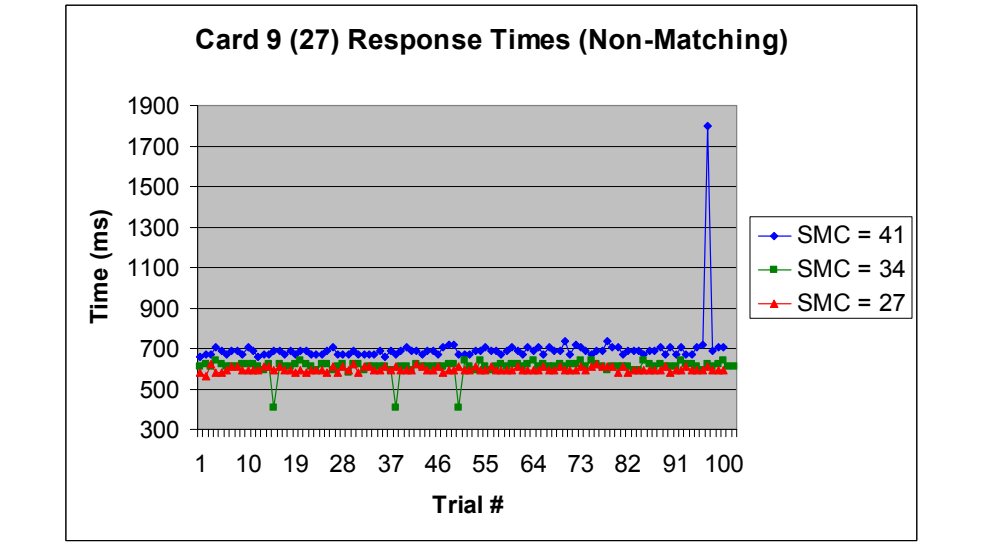 Card 9 (27) Response Times (Non-Matching)
1900
1700
1500
1300
1100
900
700
500
300
Time (ms)
1 10 19 28 37 46 55 64 73 82 91 100
Trial #
SMC = 41
SMC = 34
SMC = 27